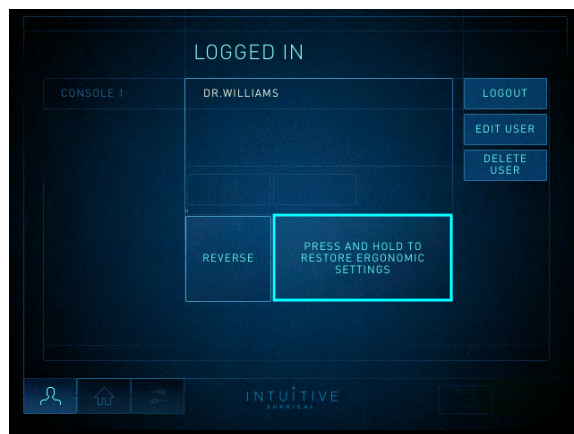 LOGGED IN
CONSOLE 1
DR.WILLIAMS
LOGOUT
EDIT USER
DELETE
USER
REVERSE
PRESS AND HOLD TO
RESTORE ERGONOMIC
SETTINGS
INTUITIVE
SURGICAL